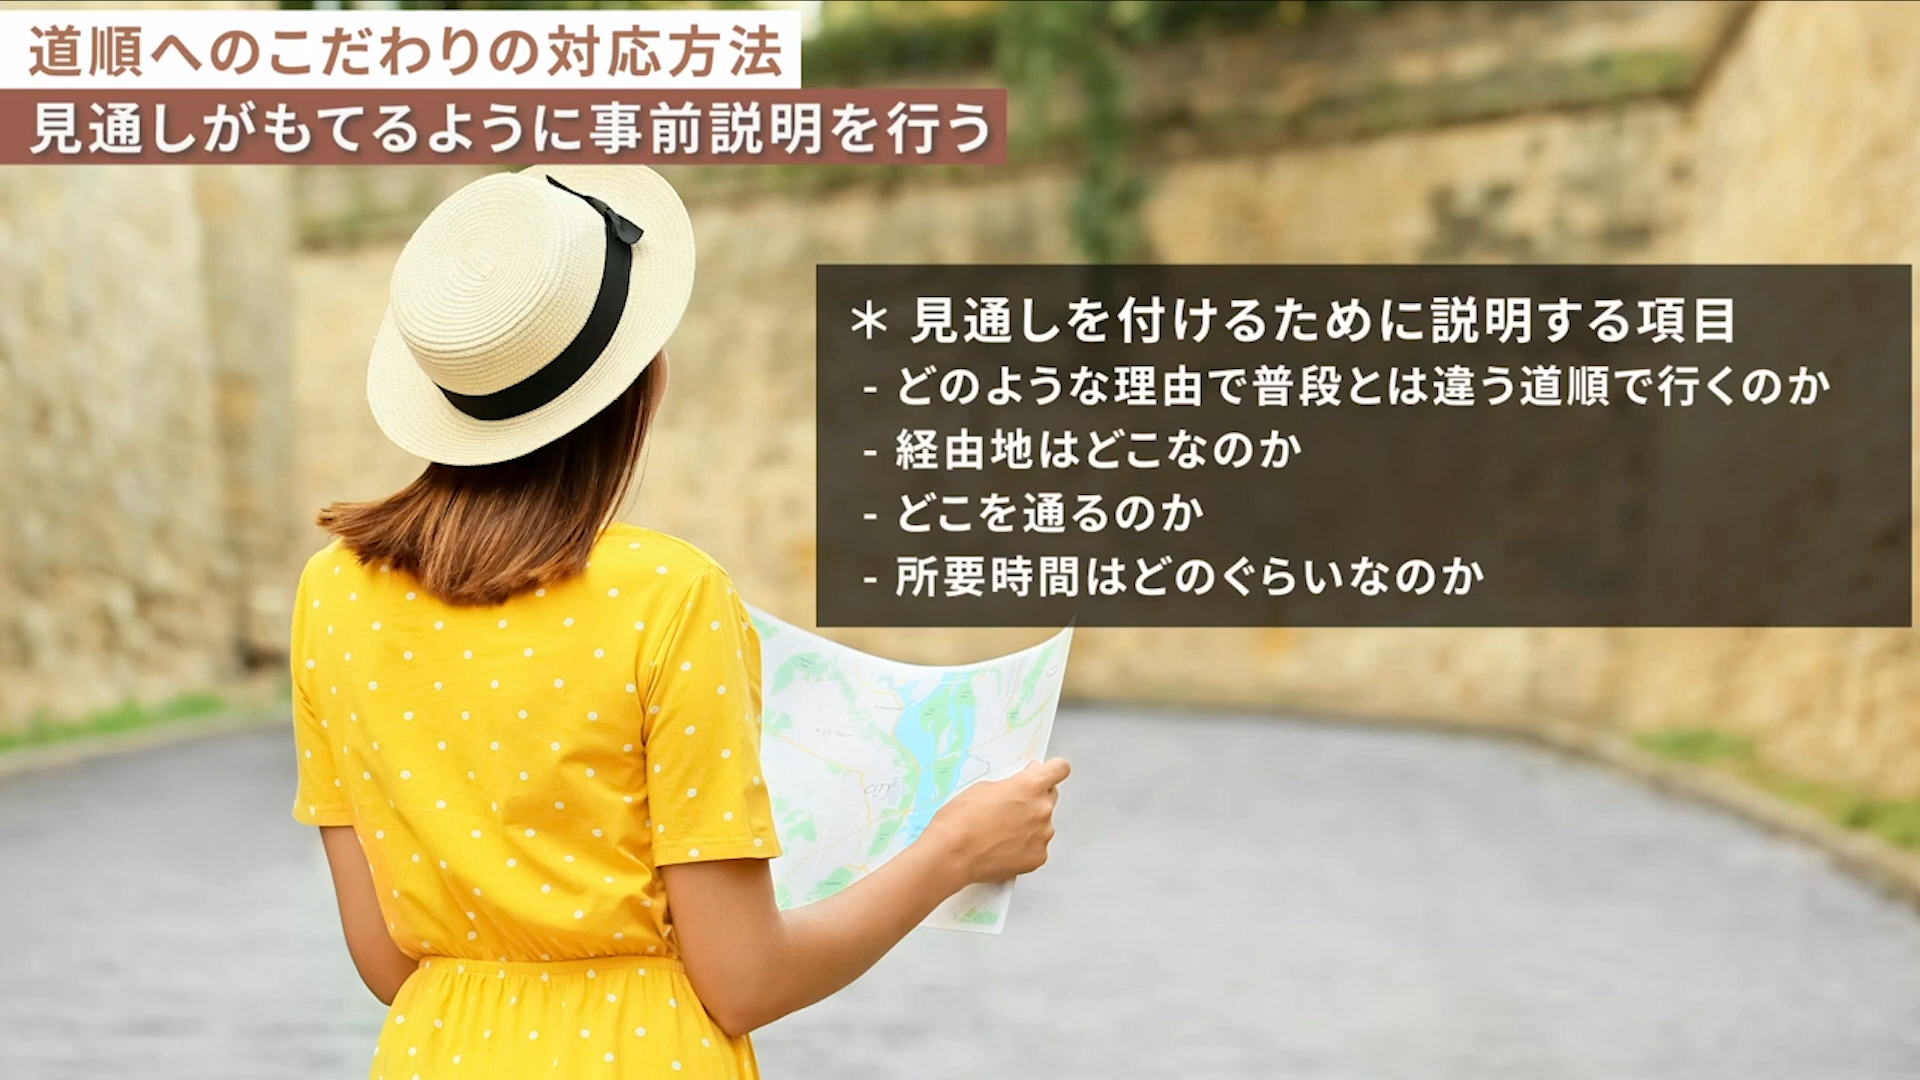 道順へのこだわりの対応方法
見通しがもてるように事前説明を行う
＊ 見通しを付けるために説明する項目
- どのような理由で普段とは違う道順で行くのか
- 経由地はどこなのか
- どこを通るのか
- 所要時間はどのぐらいなのか
CITY